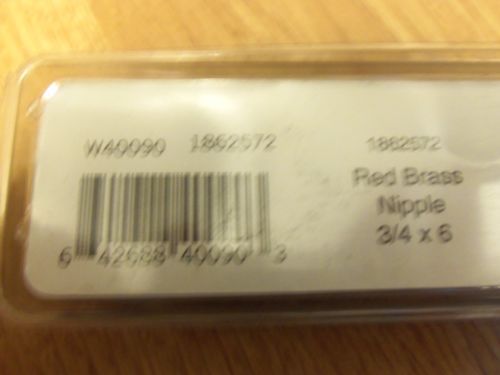 W40090 1862572
6 42688 40090 3
1862572
Red Brass
Nipple
3/4 x 6